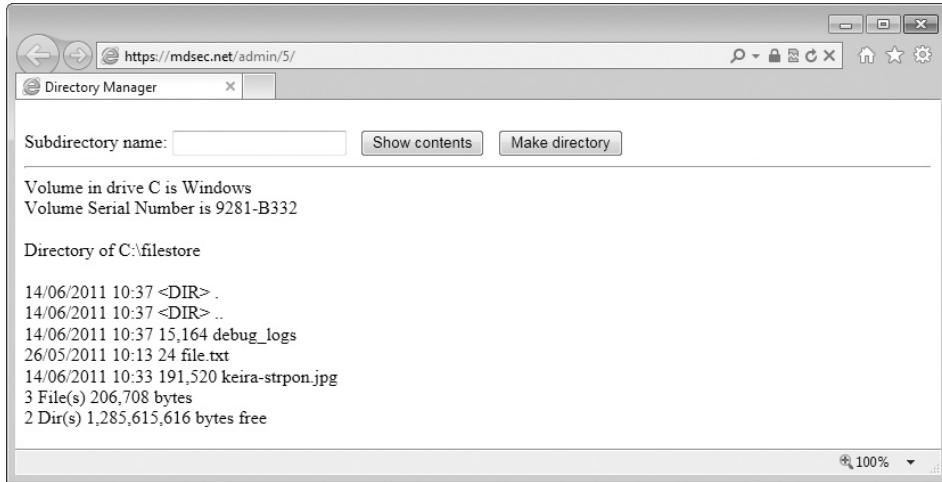 https://mdsec.net/admin/5/
Directory Manager
Subdirectory name: Show contents Make directory
Volume in drive C is Windows
Volume Serial Number is 9281-B332
Directory of C:\filestore
14/06/2011 10:37 <DIR> .
14/06/2011 10:37 <DIR> ..
14/06/2011 10:37 15,164 debug_logs
26/05/2011 10:13 24 file.txt
14/06/2011 10:33 191,520 keira-strpon.jpg
3 File(s) 206,708 bytes
2 Dir(s) 1,285,615,616 bytes free
100%